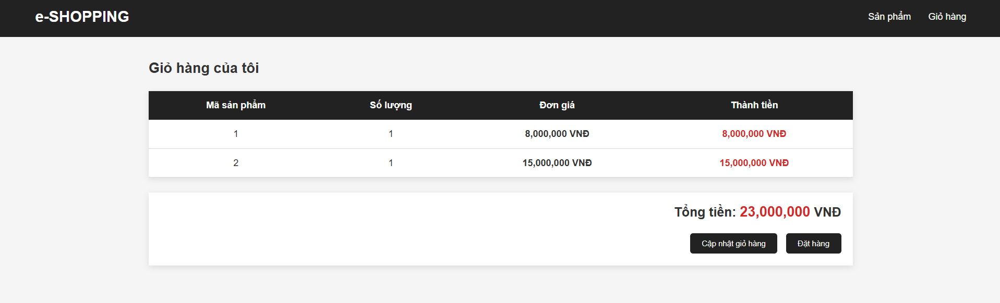 e-SHOPPING Sản phẩm Giỏ hàng
Giỏ hàng của tôi
Mã sản phẩm Số lượng Đơn giá Thành tiền
1 1 8,000,000 VNĐ 8,000,000 VNĐ
2 1 15,000,000 VNĐ 15,000,000 VNĐ
Tổng tiền: 23,000,000 VNĐ
Cập nhật giỏ hàng Đặt hàng